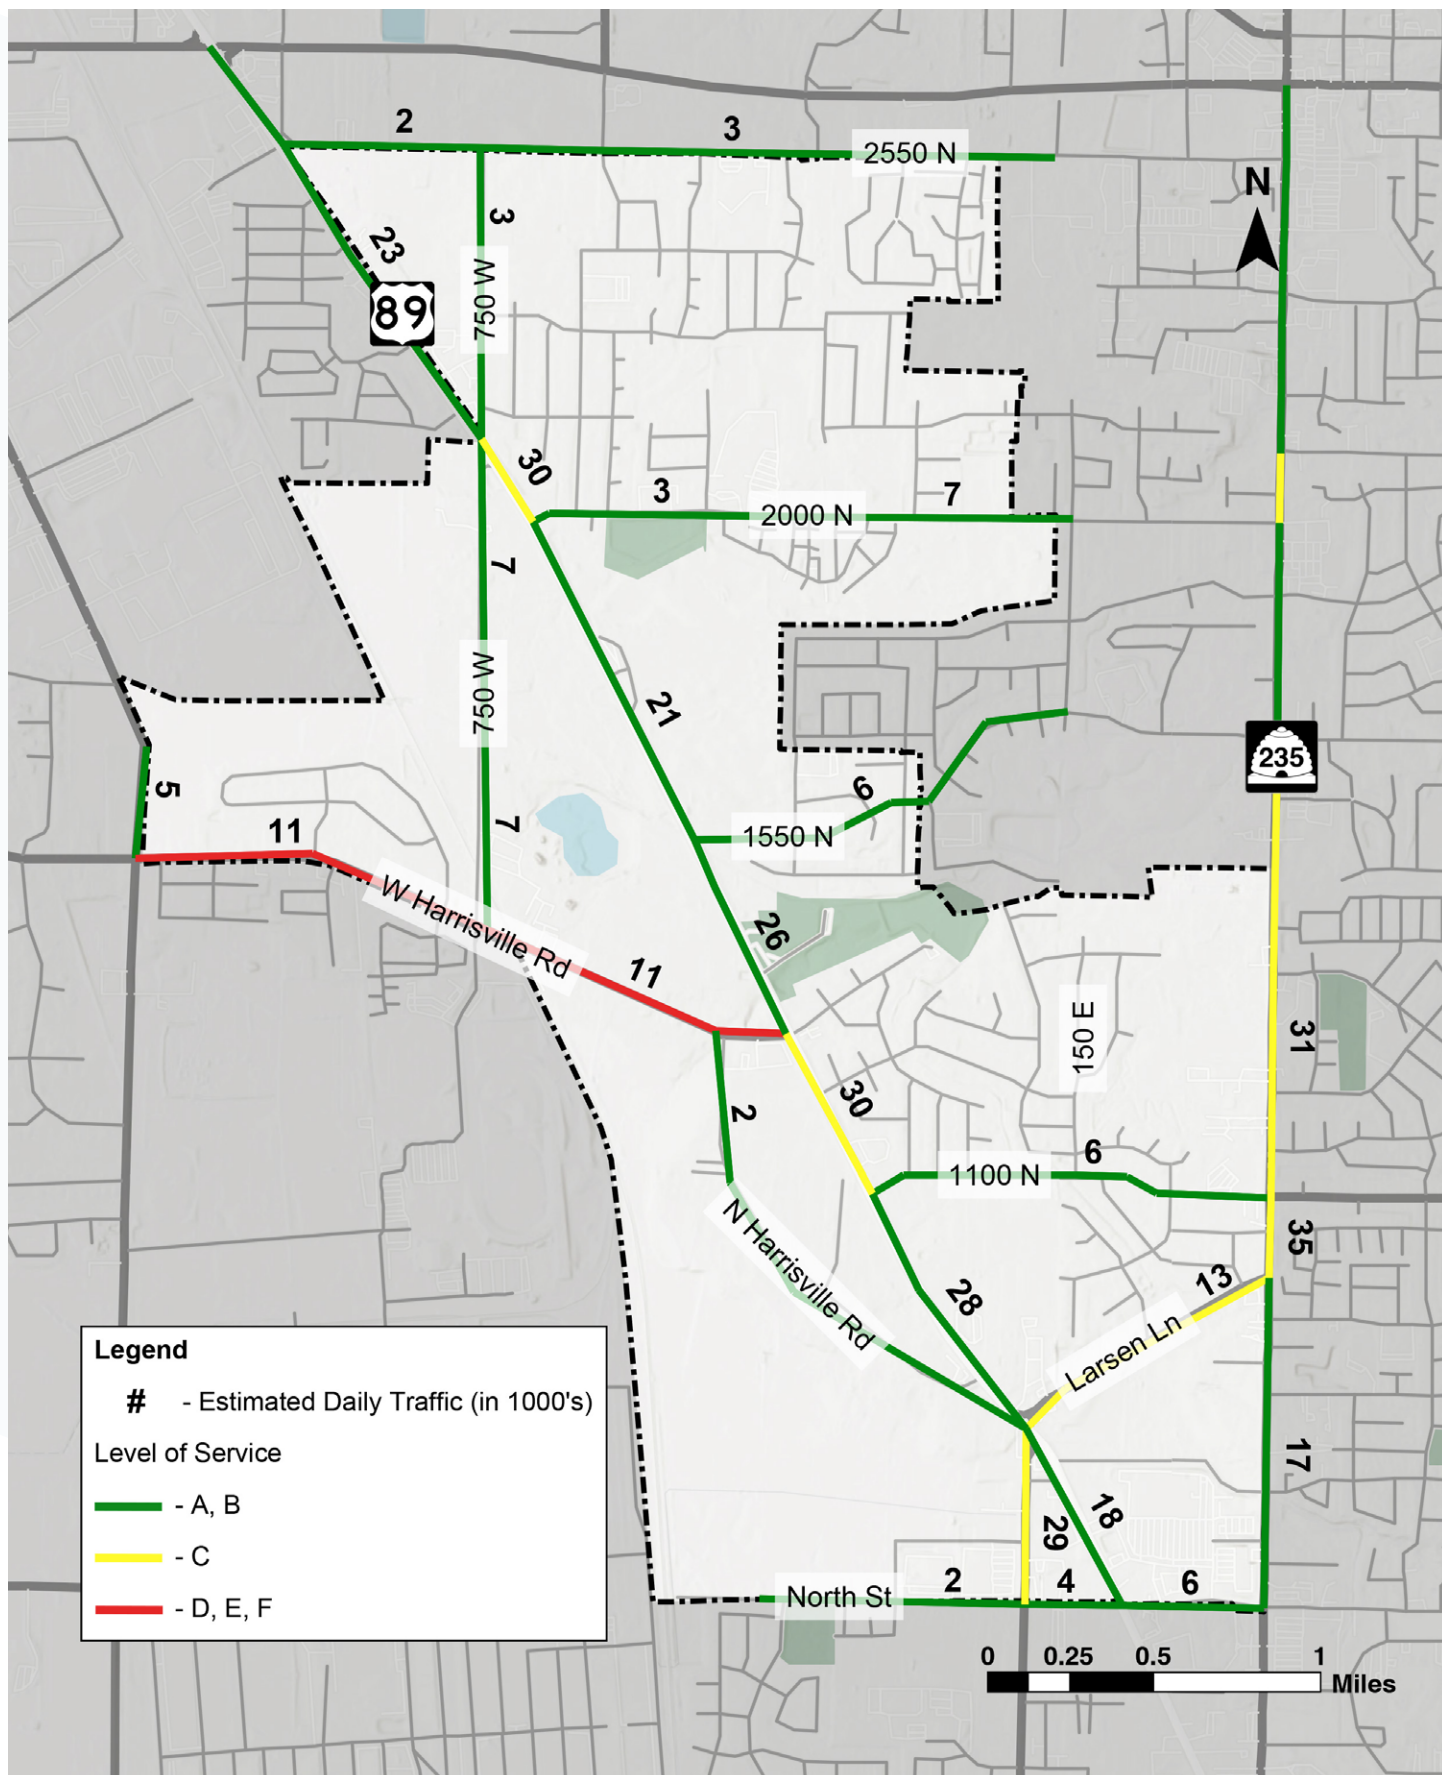 2
3
2550 N
N
3
23
750 W
89
30
3
7
2000 N
7
750 W
21
235
5
6
11
7
1550 N
W Harrisville Rd
26
11
150 E
31
30
2
6
1100 N
N Harrisville Rd
35
13
28
Larsen Ln
Legend
# - Estimated Daily Traffic (in 1000's)
Level of Service
- A, B
- C
- D, E, F
17
18
29
2
4
6
North St
0 0.25 0.5 1
Miles